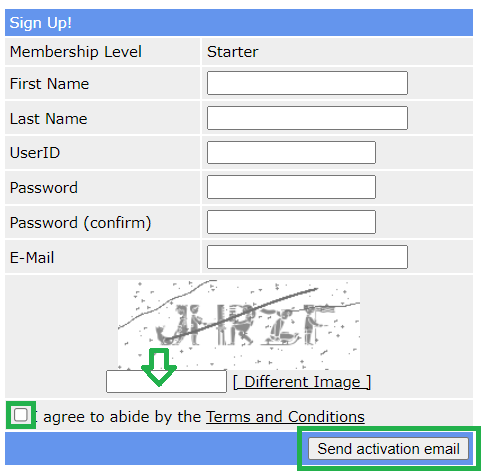 Sign Up!
Membership Level Starter
First Name
Last Name
UserID
Password
Password (confirm)
E-Mail
[ Different Image ]
I agree to abide by the Terms and Conditions
Send activation email